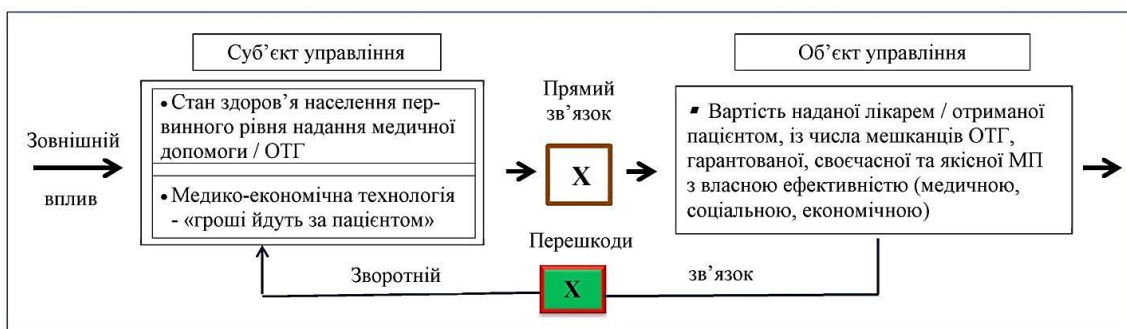 Суб’єкт управління
Об’єкт управління
Зовнішній
вплив
• Стан здоров’я населення пер-
винного рівня надання медичної
допомоги / ОТГ
• Медико-економічна технологія
- «гроші йдуть за пацієнтом»
Прямий
зв’язок
X
▪ Вартість наданої лікарем / отриманої
пацієнтом, із числа мешканців ОТГ,
гарантованої, своєчасної та якісної МП
з власною ефективністю (медичною,
соціальною, економічною)
Перешкоди
Зворотній
X
зв’язок